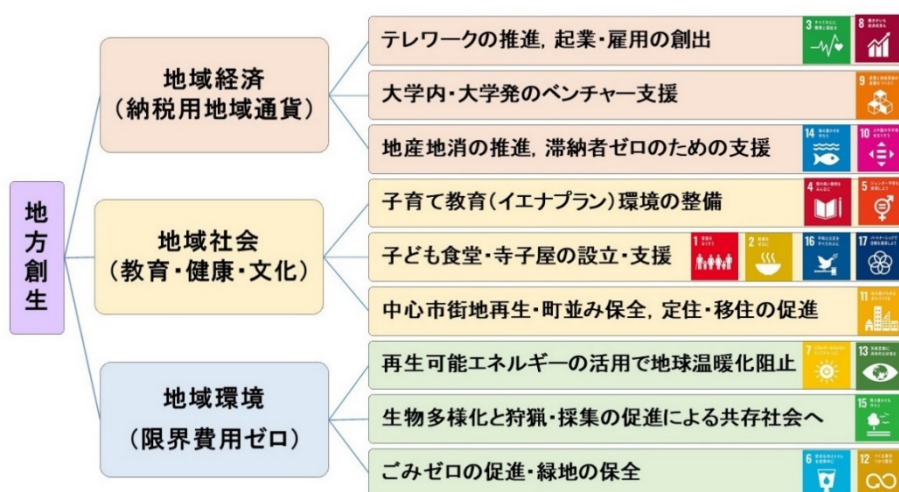 地方創生
地域経済
(納税用地域通貨)
テレワークの推進, 起業・雇用の創出
3
8
大学内・大学発のベンチャー支援
9
地産地消の推進, 滞納者ゼロのための支援
14
10
地域社会
(教育・健康・文化)
子育て教育(イエナプラン)環境の整備
4
5
子ども食堂・寺子屋の設立・支援
1
2
16
17
中心市街地再生・町並み保全, 定住・移住の促進
11
地域環境
(限界費用ゼロ)
再生可能エネルギーの活用で地球温暖化阻止
7
13
生物多様化と狩猟・採集の促進による共存社会へ
15
ごみゼロの促進・緑地の保全
6
12